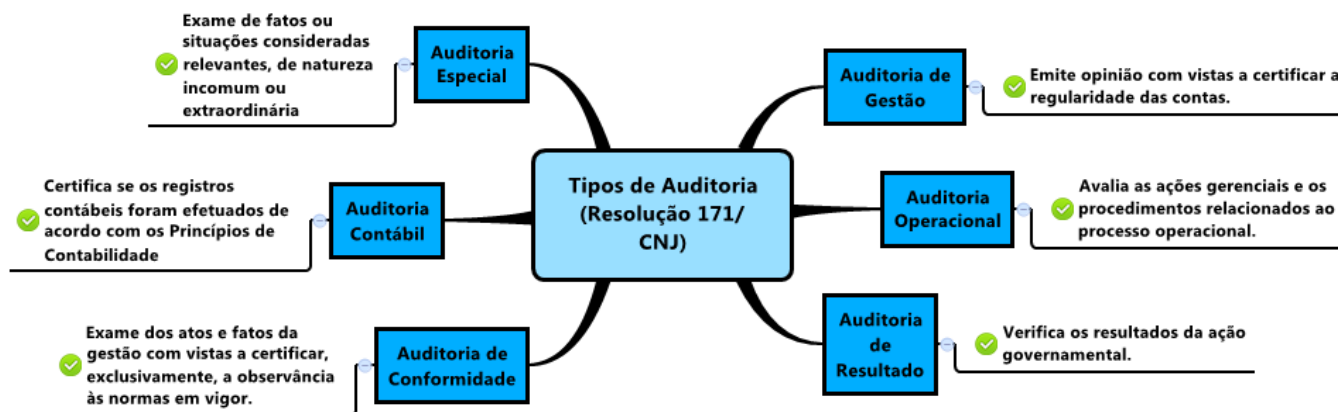 Tipos de Auditoria
(Resolução 171/
CNJ)
Auditoria de
Gestão
Emite opinião com vistas a certificar a
regularidade das contas.
Auditoria
Operacional
Avalia as ações gerenciais e os
procedimentos relacionados ao
processo operacional.
Auditoria
de
Resultado
Verifica os resultados da ação
governamental.
Auditoria de
Conformidade
Exame dos atos e fatos da
gestão com vistas a certificar,
exclusivamente, a observância
às normas em vigor.
Auditoria
Contábil
Certifica se os registros
contábeis foram efetuados de
acordo com os Princípios de
Contabilidade
Auditoria
Especial
Exame de fatos ou
situações consideradas
relevantes, de natureza
incomum ou
extraordinária